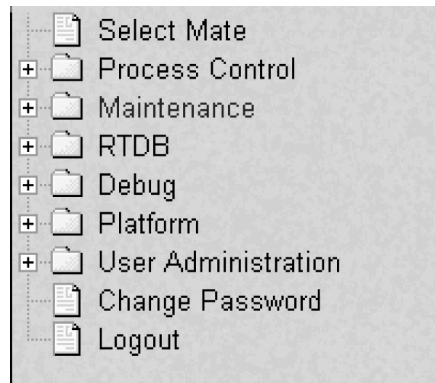 Select Mate
Process Control
Maintenance
RTDB
Debug
Platform
User Administration
Change Password
Logout